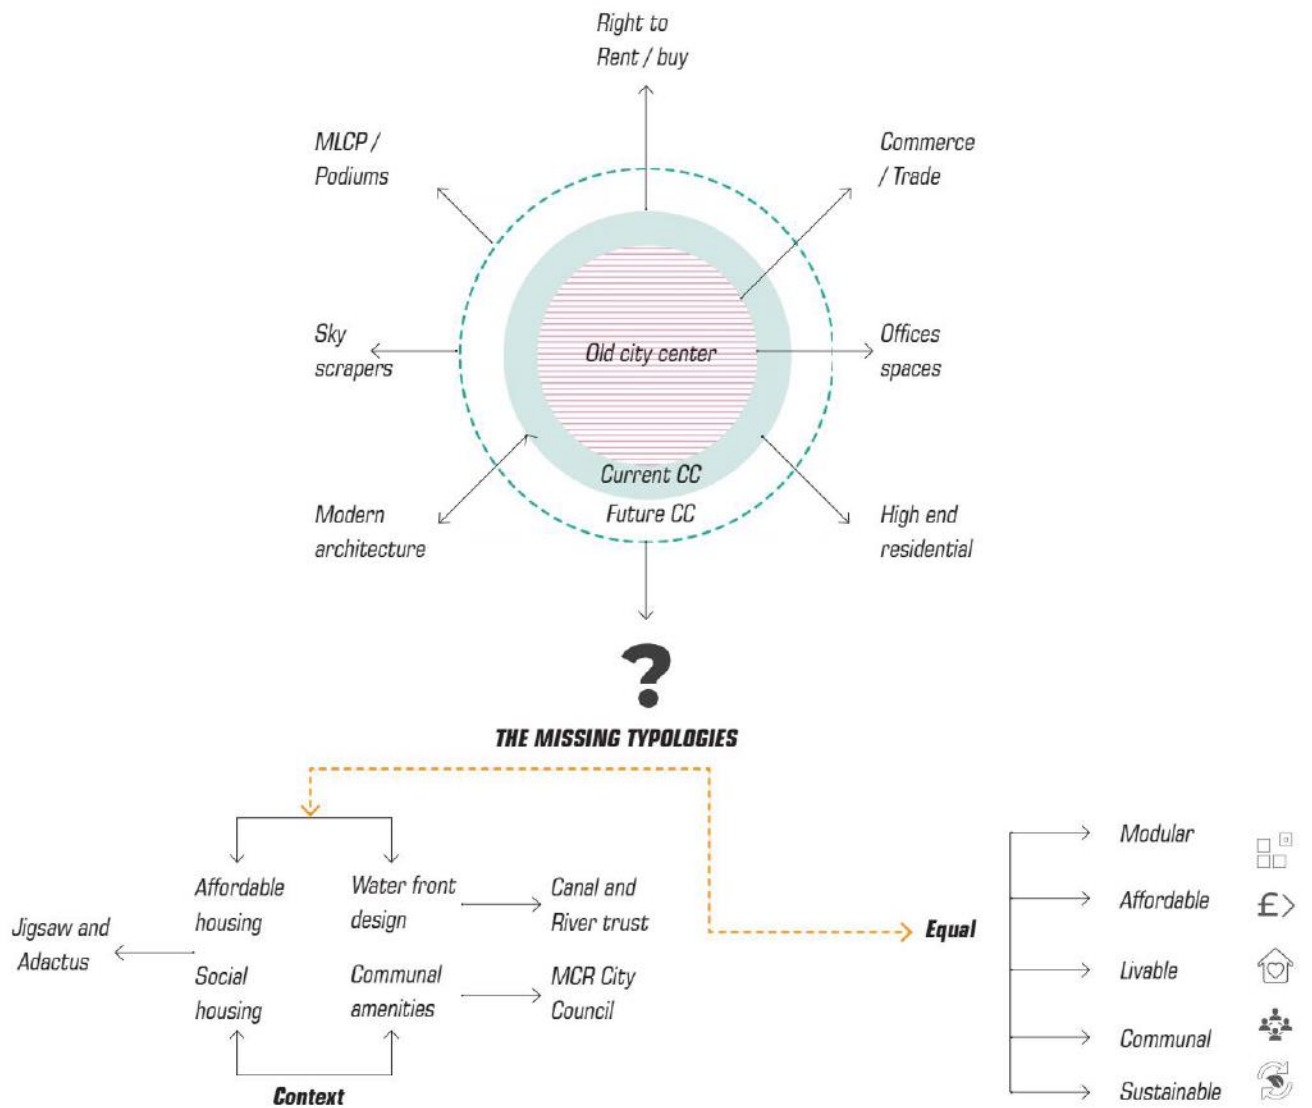 Right to
Rent / buy
MLCP /
Podiums
Commerce
/ Trade
Sky
scrapers
Old city center
Offices
spaces
Current CC
Future CC
Modern
architecture
High end
residential
?
THE MISSING TYPOLOGIES
Affordable
housing
Water front
design
Canal and
River trust
Jigsaw and
Adactus
Social
housing
Communal
amenities
MCR City
Council
Context
Equal
Modular
Affordable
£>
Livable
Communal
Sustainable